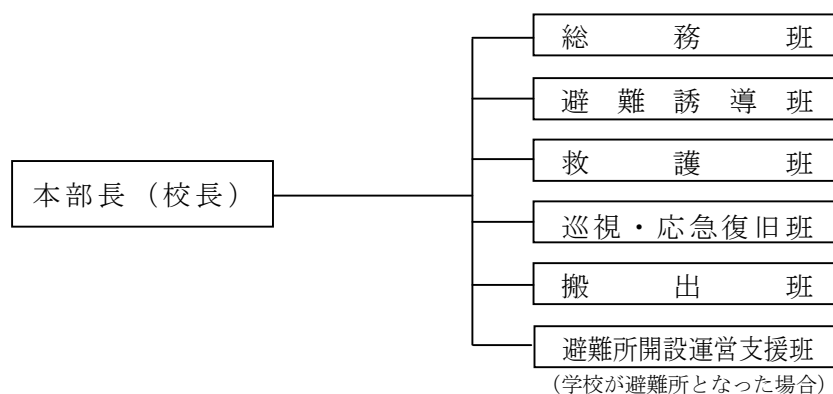 総務班
避難誘導班
救護班
本部長（校長）
巡視・応急復旧班
搬出班
避難所開設運営支援班
（学校が避難所となった場合）